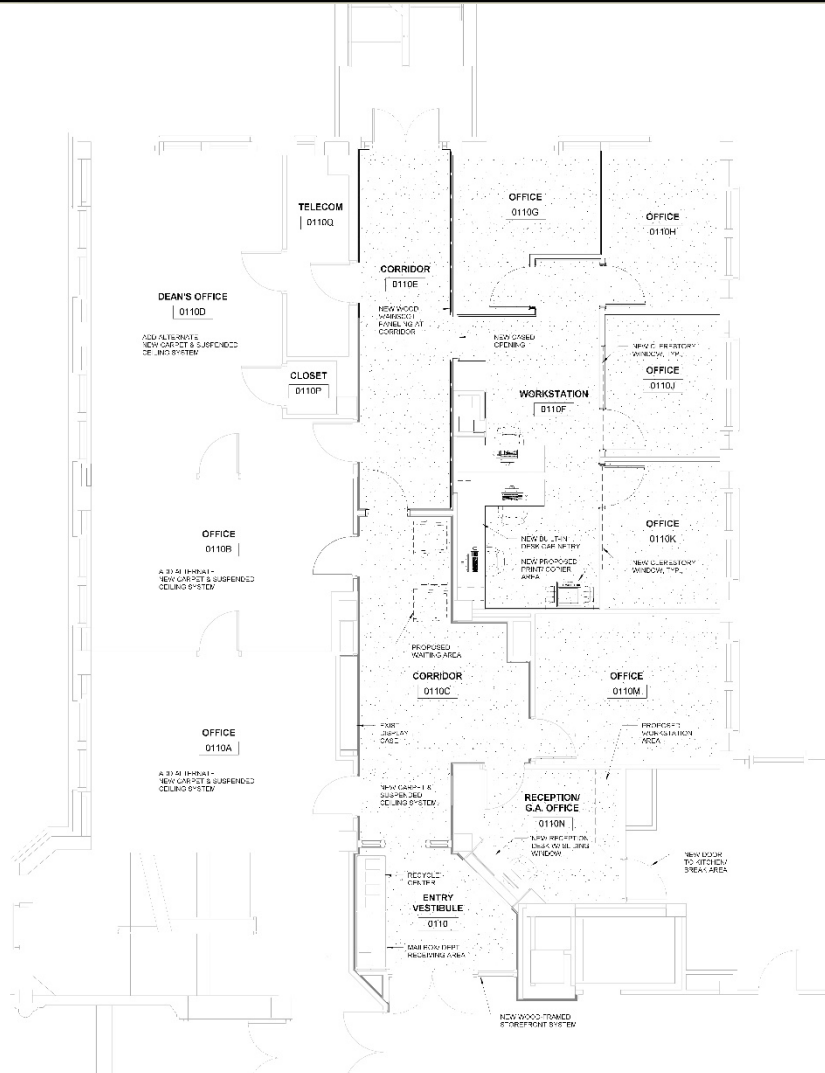 OFFICE
0110G
TELECOM
0110Q
OFFICE
0110H
CORRIDOR
0110E
DEAN'S OFFICE
0110D
NEW WOOD
WAINSCOT
PANELING AT
CORRIDOR
ADD ALTERNATE
NEW CARPET & SUSPENDED
CEILING SYSTEM
NEW CASED
OPENING
NEW CLERESTORY
WINDOW, TYP.
OFFICE
0110J
CLOSET
0110P
WORKSTATION
0110F
OFFICE
0110B
ADD ALTERNATE
NEW CARPET & SUSPENDED
CEILING SYSTEM
NEW BUILT-IN
DESK CABINETRY
NEW PROPOSED
PRINT/COPIER
AREA
OFFICE
0110K
NEW CLERESTORY
WINDOW, TYP.
PROPOSED
WAITING AREA
CORRIDOR
0110C
OFFICE
0110M
EXIST
DISPLAY
CASE
PROPOSED
WORKSTATION
AREA
OFFICE
0110A
ADD ALTERNATE
NEW CARPET & SUSPENDED
CEILING SYSTEM
NEW CARPET &
SUSPENDED
CEILING SYSTEM
RECEPTION/
G.A. OFFICE
0110N
NEW RECEPTION
DESK W/ SLIDING
WINDOW
NEW DOOR
TO KITCHEN/
BREAK AREA
RECYCLE
CENTER
ENTRY
VESTIBULE
0110
MAILBOX/DEPT
RECEIVING AREA
NEW WOOD-FRAMED
STOREFRONT SYSTEM